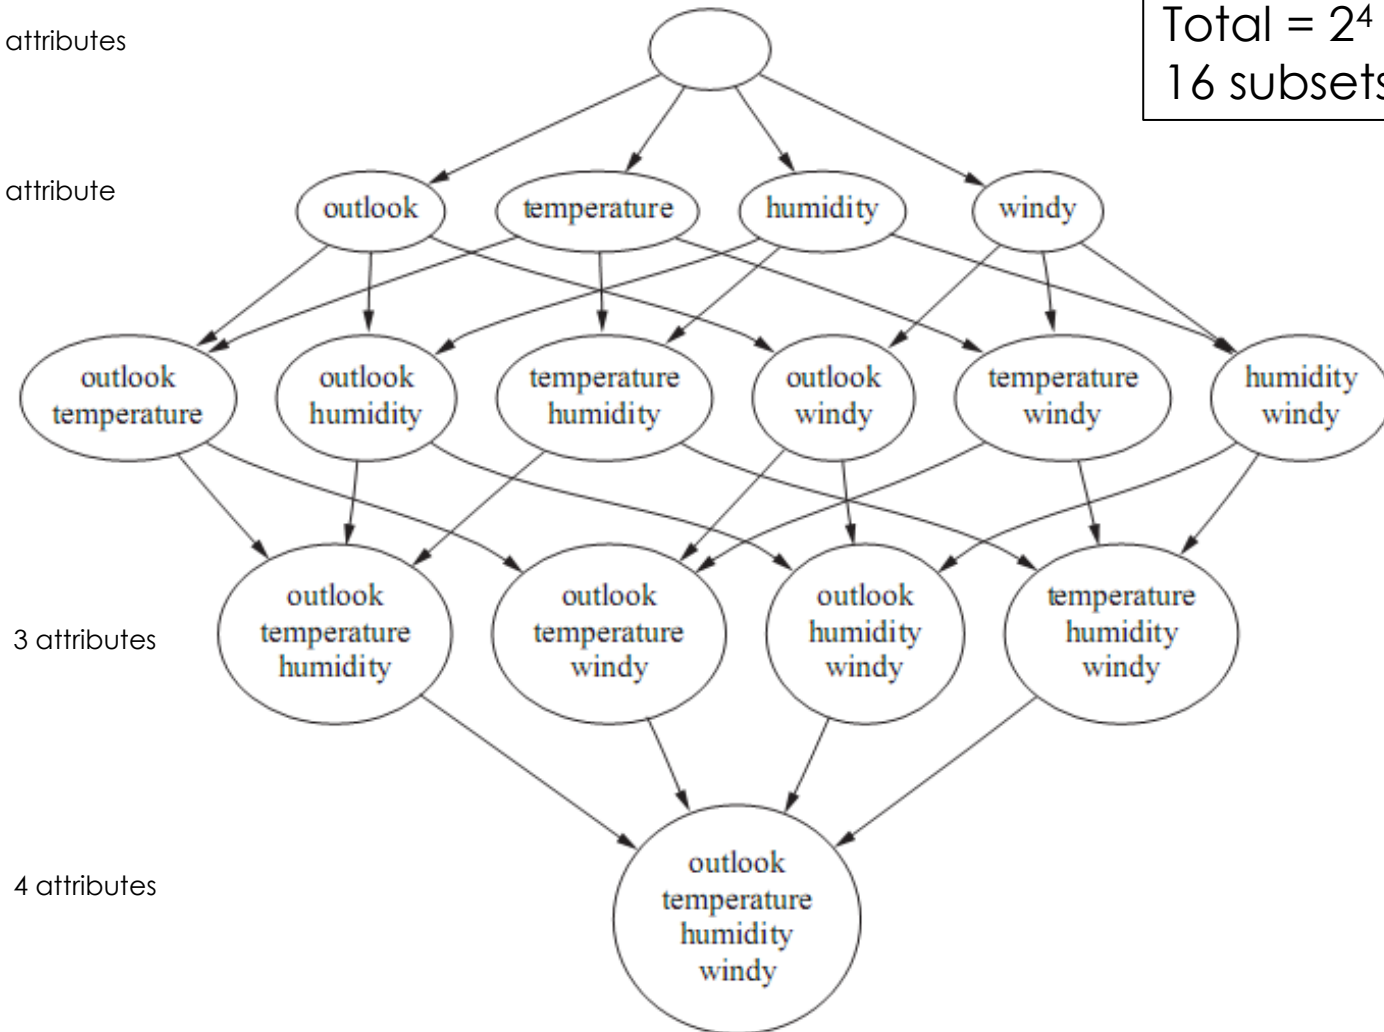 attributes
Total = 2⁴
16 subsets
attribute
outlook
temperature
humidity
windy
outlook
temperature
outlook
humidity
temperature
humidity
outlook
windy
temperature
windy
humidity
windy
3 attributes
outlook
temperature
humidity
outlook
temperature
windy
outlook
humidity
windy
temperature
humidity
windy
4 attributes
outlook
temperature
humidity
windy